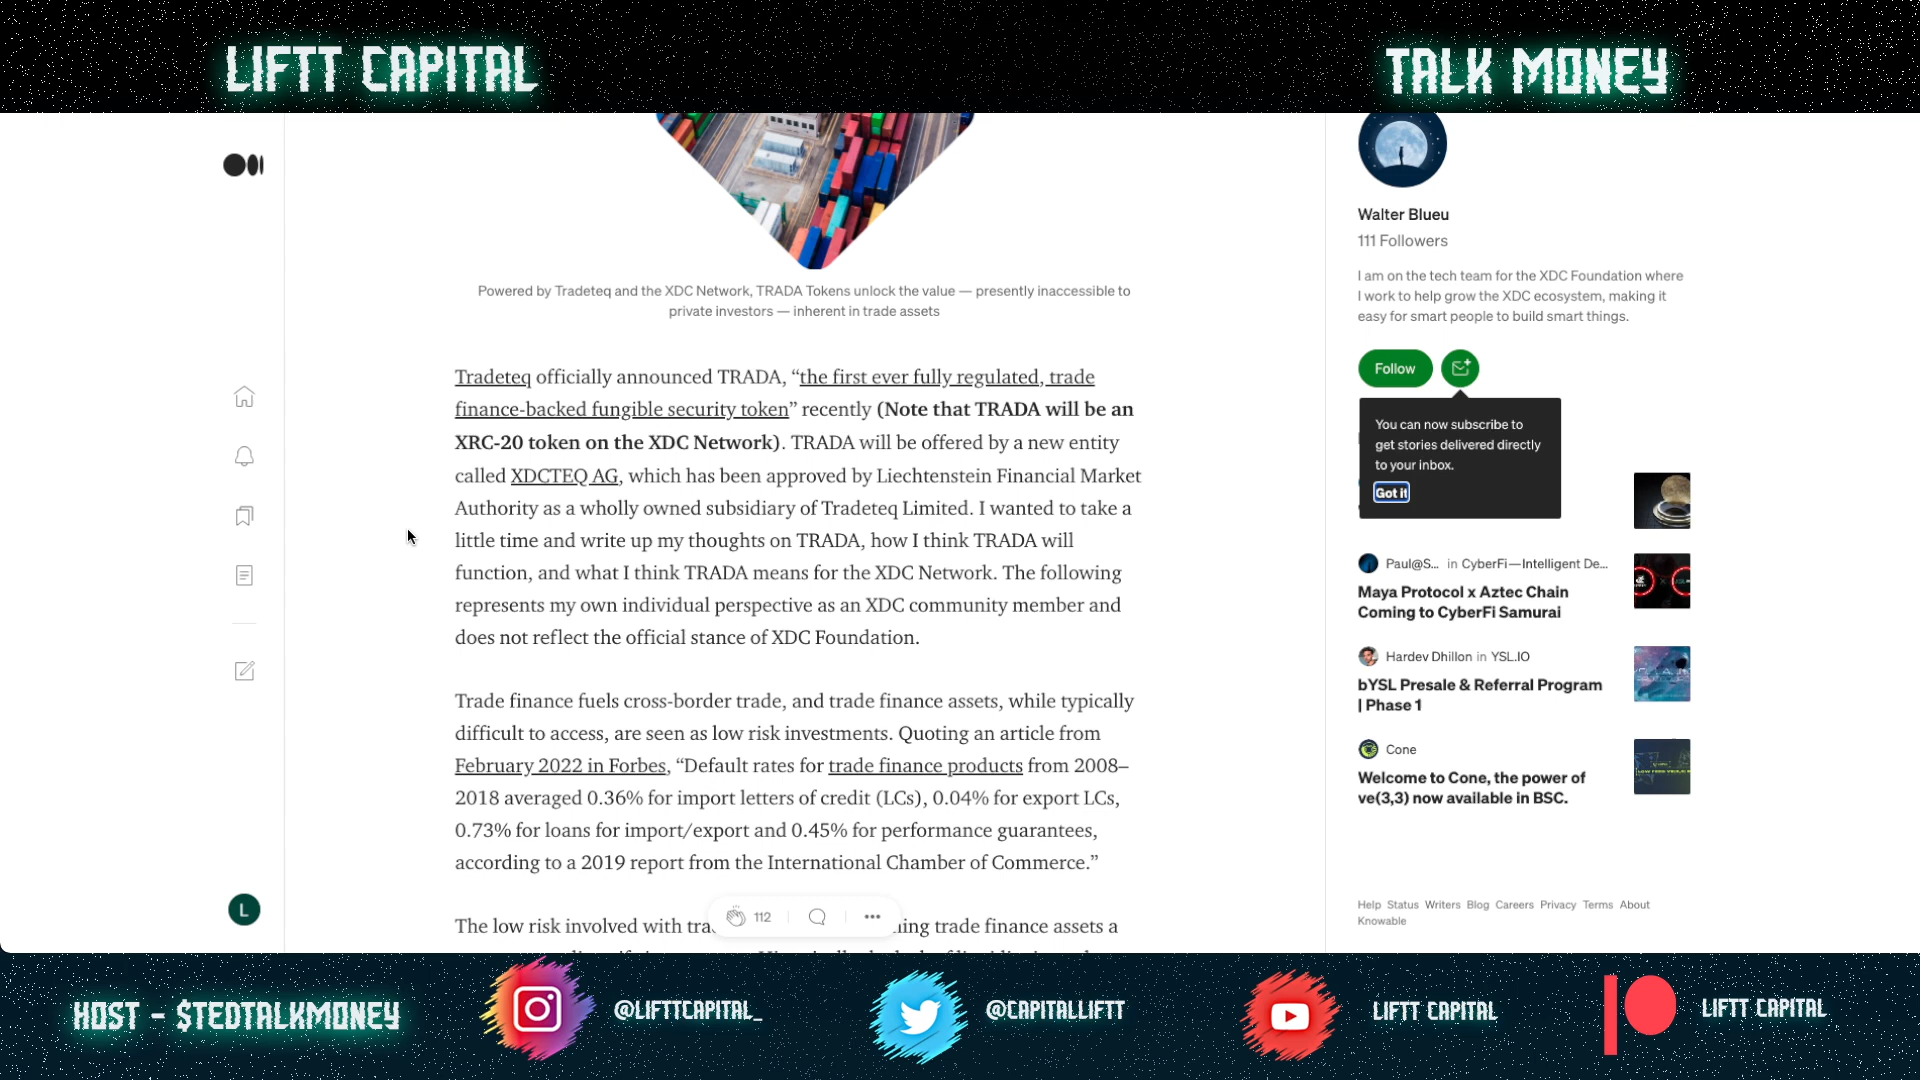 LIFTT CAPITAL
TALK MONEY
Powered by Tradeteq and the XDC Network, TRADA Tokens unlock the value — presently inaccessible to
private investors — inherent in trade assets
Tradeteq officially announced TRADA, “the first ever fully regulated, trade
finance-backed fungible security token” recently (Note that TRADA will be an
XRC-20 token on the XDC Network). TRADA will be offered by a new entity
called XDCTEQ AG, which has been approved by Liechtenstein Financial Market
Authority as a wholly owned subsidiary of Tradeteq Limited. I wanted to take a
little time and write up my thoughts on TRADA, how I think TRADA will
function, and what I think TRADA means for the XDC Network. The following
represents my own individual perspective as an XDC community member and
does not reflect the official stance of XDC Foundation.
Trade finance fuels cross-border trade, and trade finance assets, while typically
difficult to access, are seen as low risk investments. Quoting an article from
February 2022 in Forbes, “Default rates for trade finance products from 2008–
2018 averaged 0.36% for import letters of credit (LCs), 0.04% for export LCs,
0.73% for loans for import/export and 0.45% for performance guarantees,
according to a 2019 report from the International Chamber of Commerce.”
The low risk involved with
trade finance assets a
112
L
Walter Blueu
111 Followers
I am on the tech team for the XDC Foundation where
I work to help grow the XDC ecosystem, making it
easy for smart people to build smart things.
Follow
You can now subscribe to
get stories delivered directly
to your inbox.
Got it
Paul@S... in CyberFi—Intelligent De...
Maya Protocol x Aztec Chain
Coming to CyberFi Samurai
Hardev Dhillon in YSL.IO
bYSL Presale & Referral Program
| Phase 1
Cone
Welcome to Cone, the power of
ve(3,3) now available in BSC.
Help Status Writers Blog Careers Privacy Terms About
Knowable
HOST - $TEDTALKMONEY
@LIFTTCAPITAL_
@CAPITALLIFTT
LIFTT CAPITAL
LIFTT CAPITAL